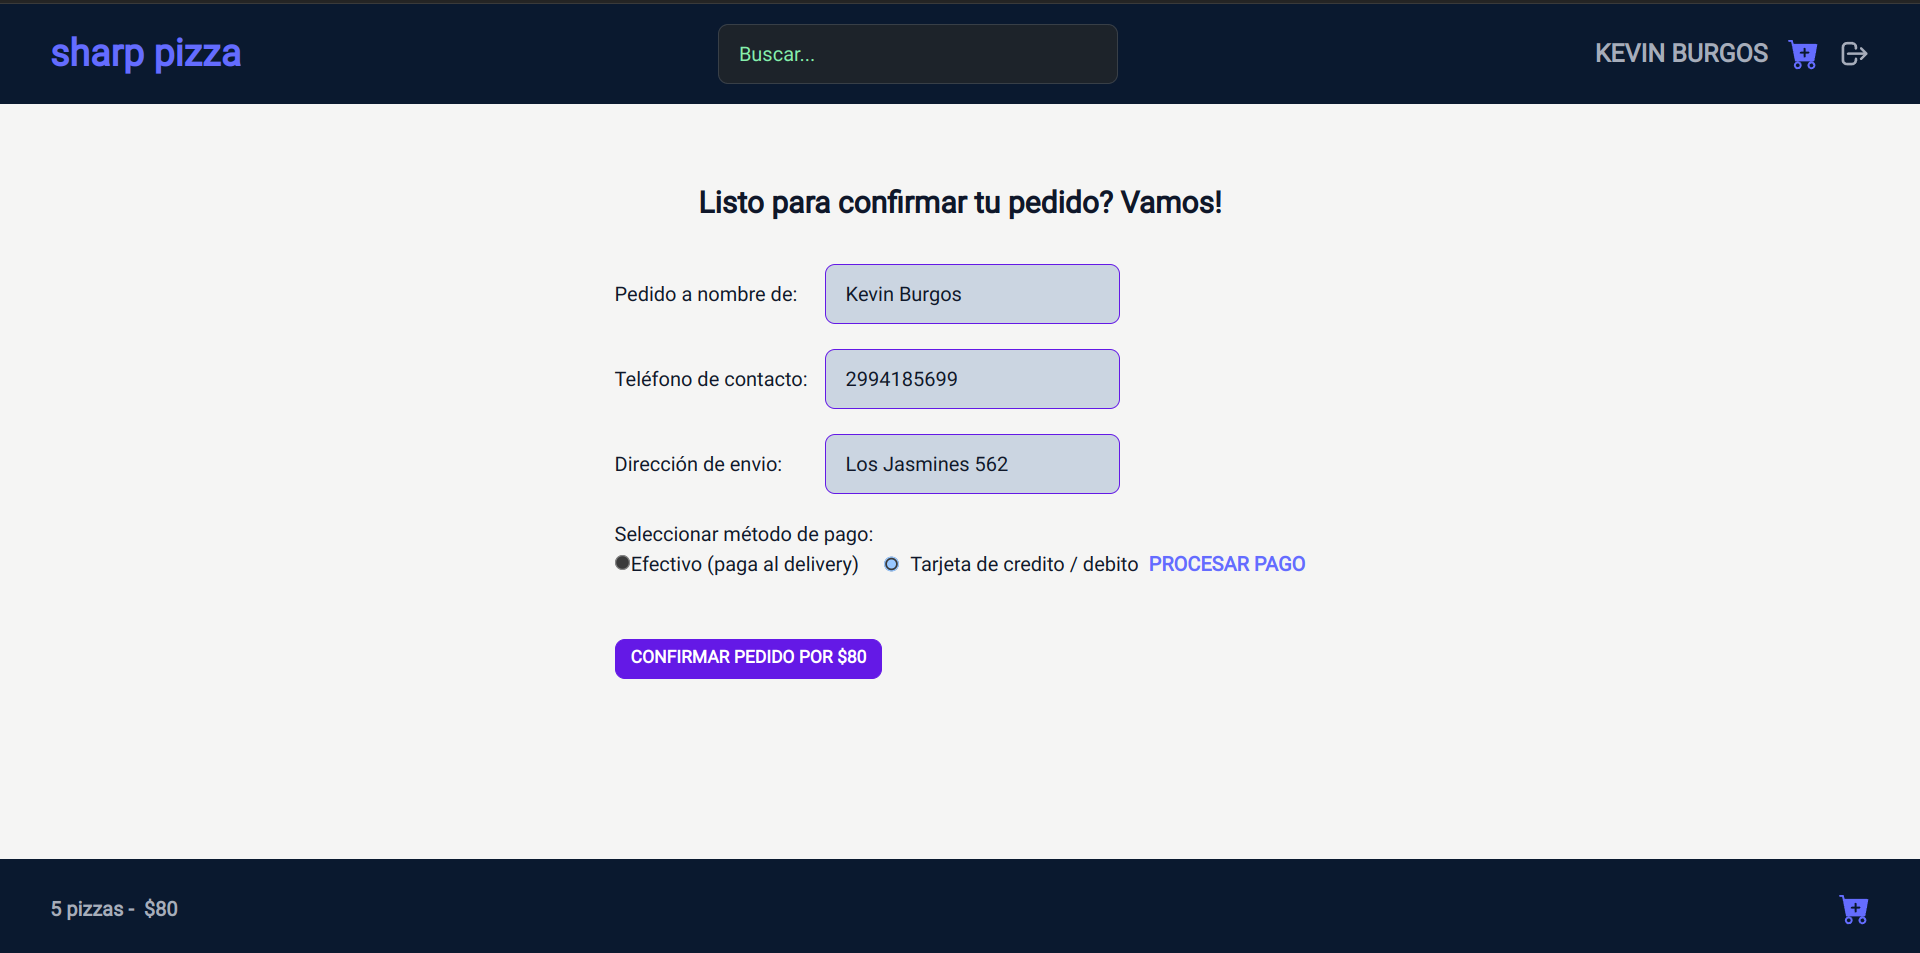 sharp pizza
Buscar...
KEVIN BURGOS
Listo para confirmar tu pedido? Vamos!
Pedido a nombre de: Kevin Burgos
Teléfono de contacto: 2994185699
Dirección de envio: Los Jasmines 562
Seleccionar método de pago:
Efectivo (paga al delivery) Tarjeta de credito / debito PROCESAR PAGO
CONFIRMAR PEDIDO POR $80
5 pizzas - $80